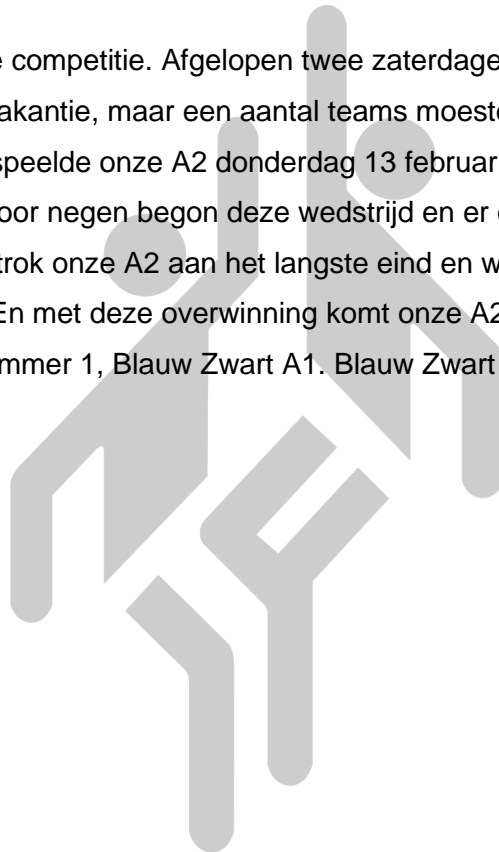 competitie. Afgelopen twee zaterdage
akantie, maar een aantal teams moest
speelde onze A2 donderdag 13 februar
oor negen begon deze wedstrijd en er
trok onze A2 aan het langste eind en w
En met deze overwinning komt onze A2
mmer 1, Blauw Zwart A1. Blauw Zwart